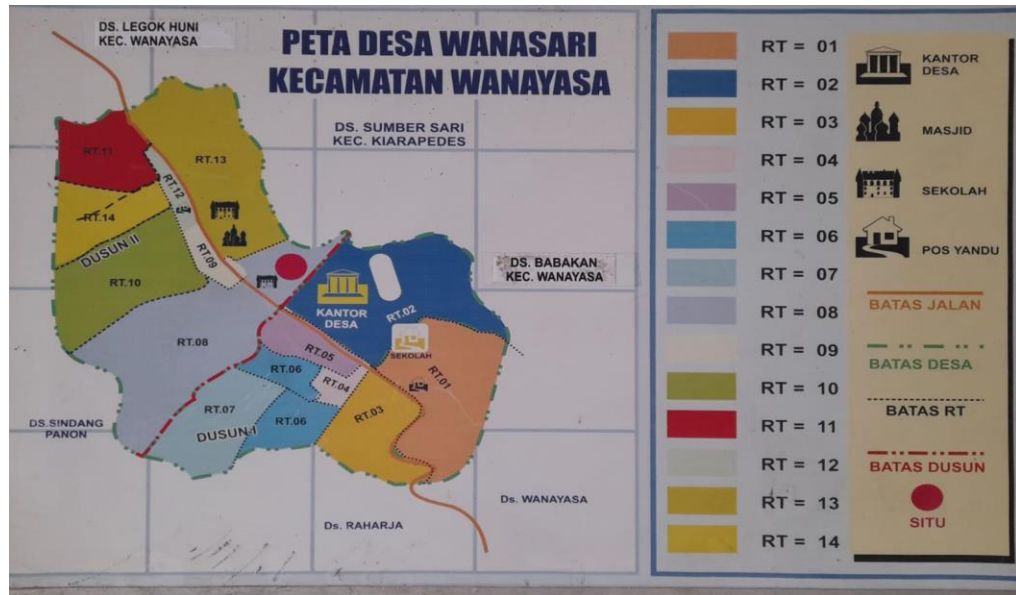 DS. LEGOK HUNI
KEC. WANAYASA
PETA DESA WANASARI
KECAMATAN WANAYASA
DS. SUMBER SARI
KEC. KIARAPEDES
RT.11
RT.13
RT.12
RT.14
DUSUN II
RT.09
RT.10
DS. BABAKAN
KEC. WANAYASA
KANTOR
DESA
RT.02
RT.08
RT.05
SEKOLAH
RT.06
RT.04
RT.01
RT.07
RT.03
DS.SINDANG
PANON
DUSUN I
RT.06
Ds. WANAYASA
Ds. RAHARJA
RT = 01
RT = 02
RT = 03
RT = 04
RT = 05
RT = 06
RT = 07
RT = 08
RT = 09
RT = 10
RT = 11
RT = 12
RT = 13
RT = 14
KANTOR
DESA
MASJID
SEKOLAH
POS YANDU
BATAS JALAN
BATAS DESA
BATAS RT
BATAS DUSUN
SITU